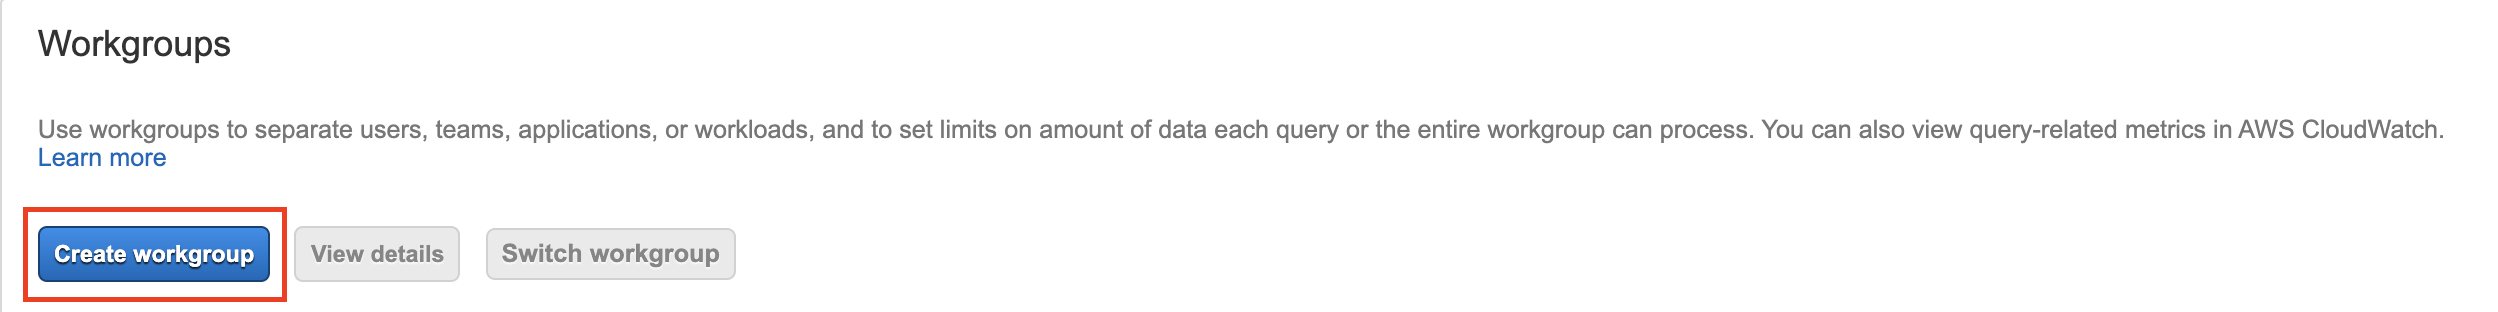 Workgroups
Use workgroups to separate users, teams, applications, or workloads, and to set limits on amount of data each query or the entire workgroup can process. You can also view query-related metrics in AWS CloudWatch.
Learn more
Create workgroup
View details
Switch workgroup